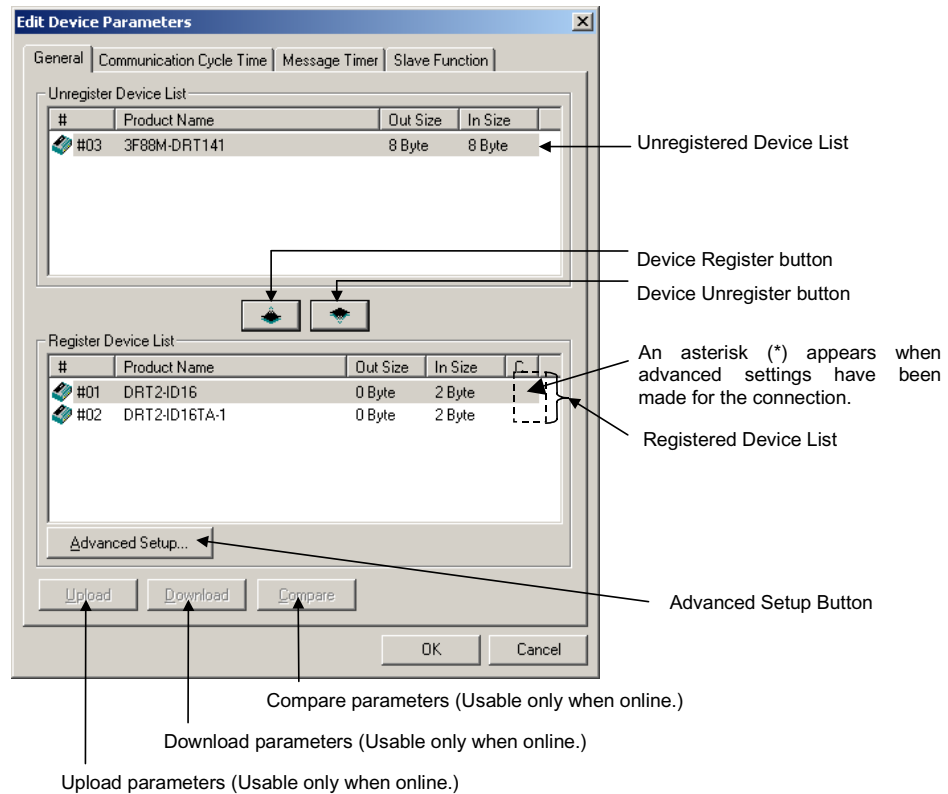 Edit Device Parameters
General Communication Cycle Time Message Timer Slave Function
Unregister Device List
# Product Name Out Size In Size
#03 3F88M-DRT141 8 Byte 8 Byte
Unregistered Device List
Device Register button
Device Unregister button
Register Device List
# Product Name Out Size In Size C..
#01 DRT2-ID16 0 Byte 2 Byte
#02 DRT2-ID16TA-1 0 Byte 2 Byte
An asterisk (*) appears when
advanced settings have been
made for the connection.
Registered Device List
Advanced Setup...
Upload Download Compare
Advanced Setup Button
OK Cancel
Compare parameters (Usable only when online.)
Download parameters (Usable only when online.)
Upload parameters (Usable only when online.)